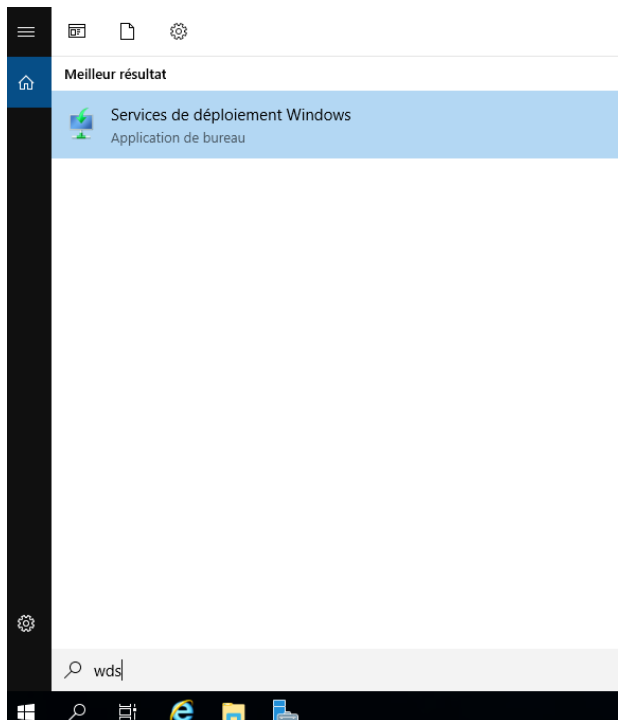 Meilleur résultat
Services de déploiement Windows
Application de bureau
wds